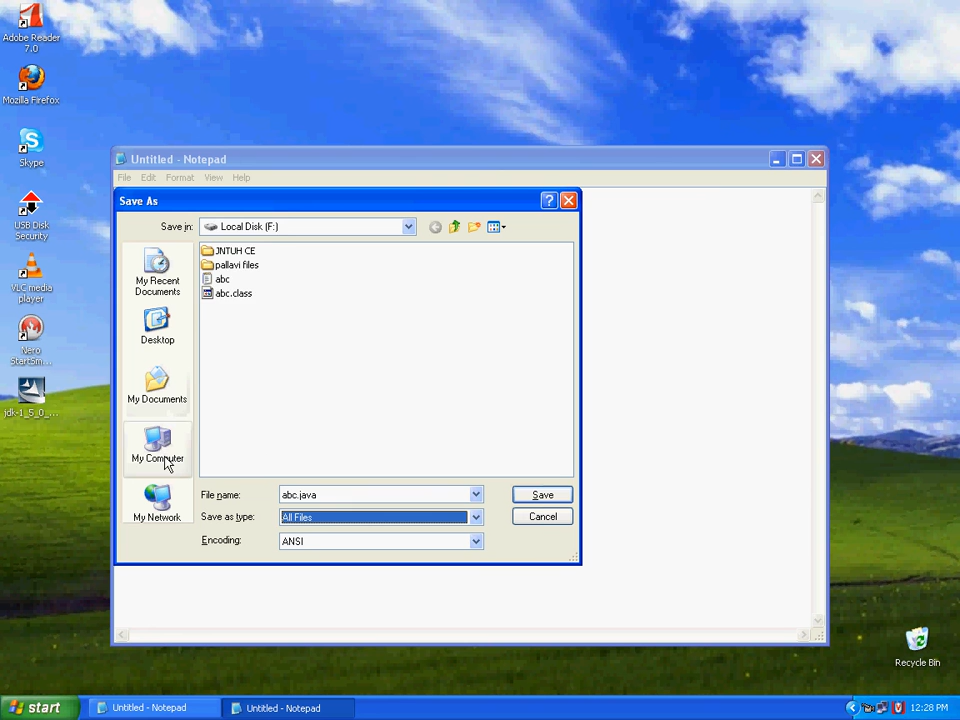 Adobe Reader
7.0
Mozilla Firefox
Skype
USB Disk
Security
VLC media
player
Nero
StartSm...
jdk-1_5_0_...
Untitled - Notepad
File Edit Format View Help
Save As
Save in: Local Disk (F:)
My Recent
Documents
Desktop
My Documents
My Computer
My Network
JNTUH CE
pallavi files
abc
abc.class
File name: abc.java Save
Save as type: All Files Cancel
Encoding: ANSI
Recycle Bin
start Untitled - Notepad Untitled - Notepad 12:28 PM